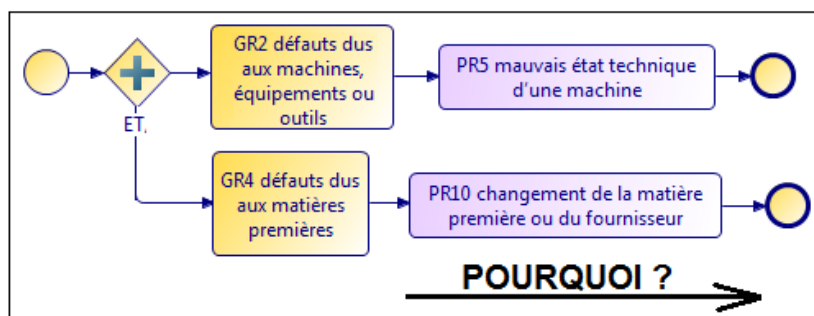 GR2 défauts dus
aux machines,
équipements ou
outils
PR5 mauvais état technique
d'une machine
ET,
GR4 défauts dus
aux matières
premières
PR10 changement de la matière
première ou du fournisseur
POURQUOI ?